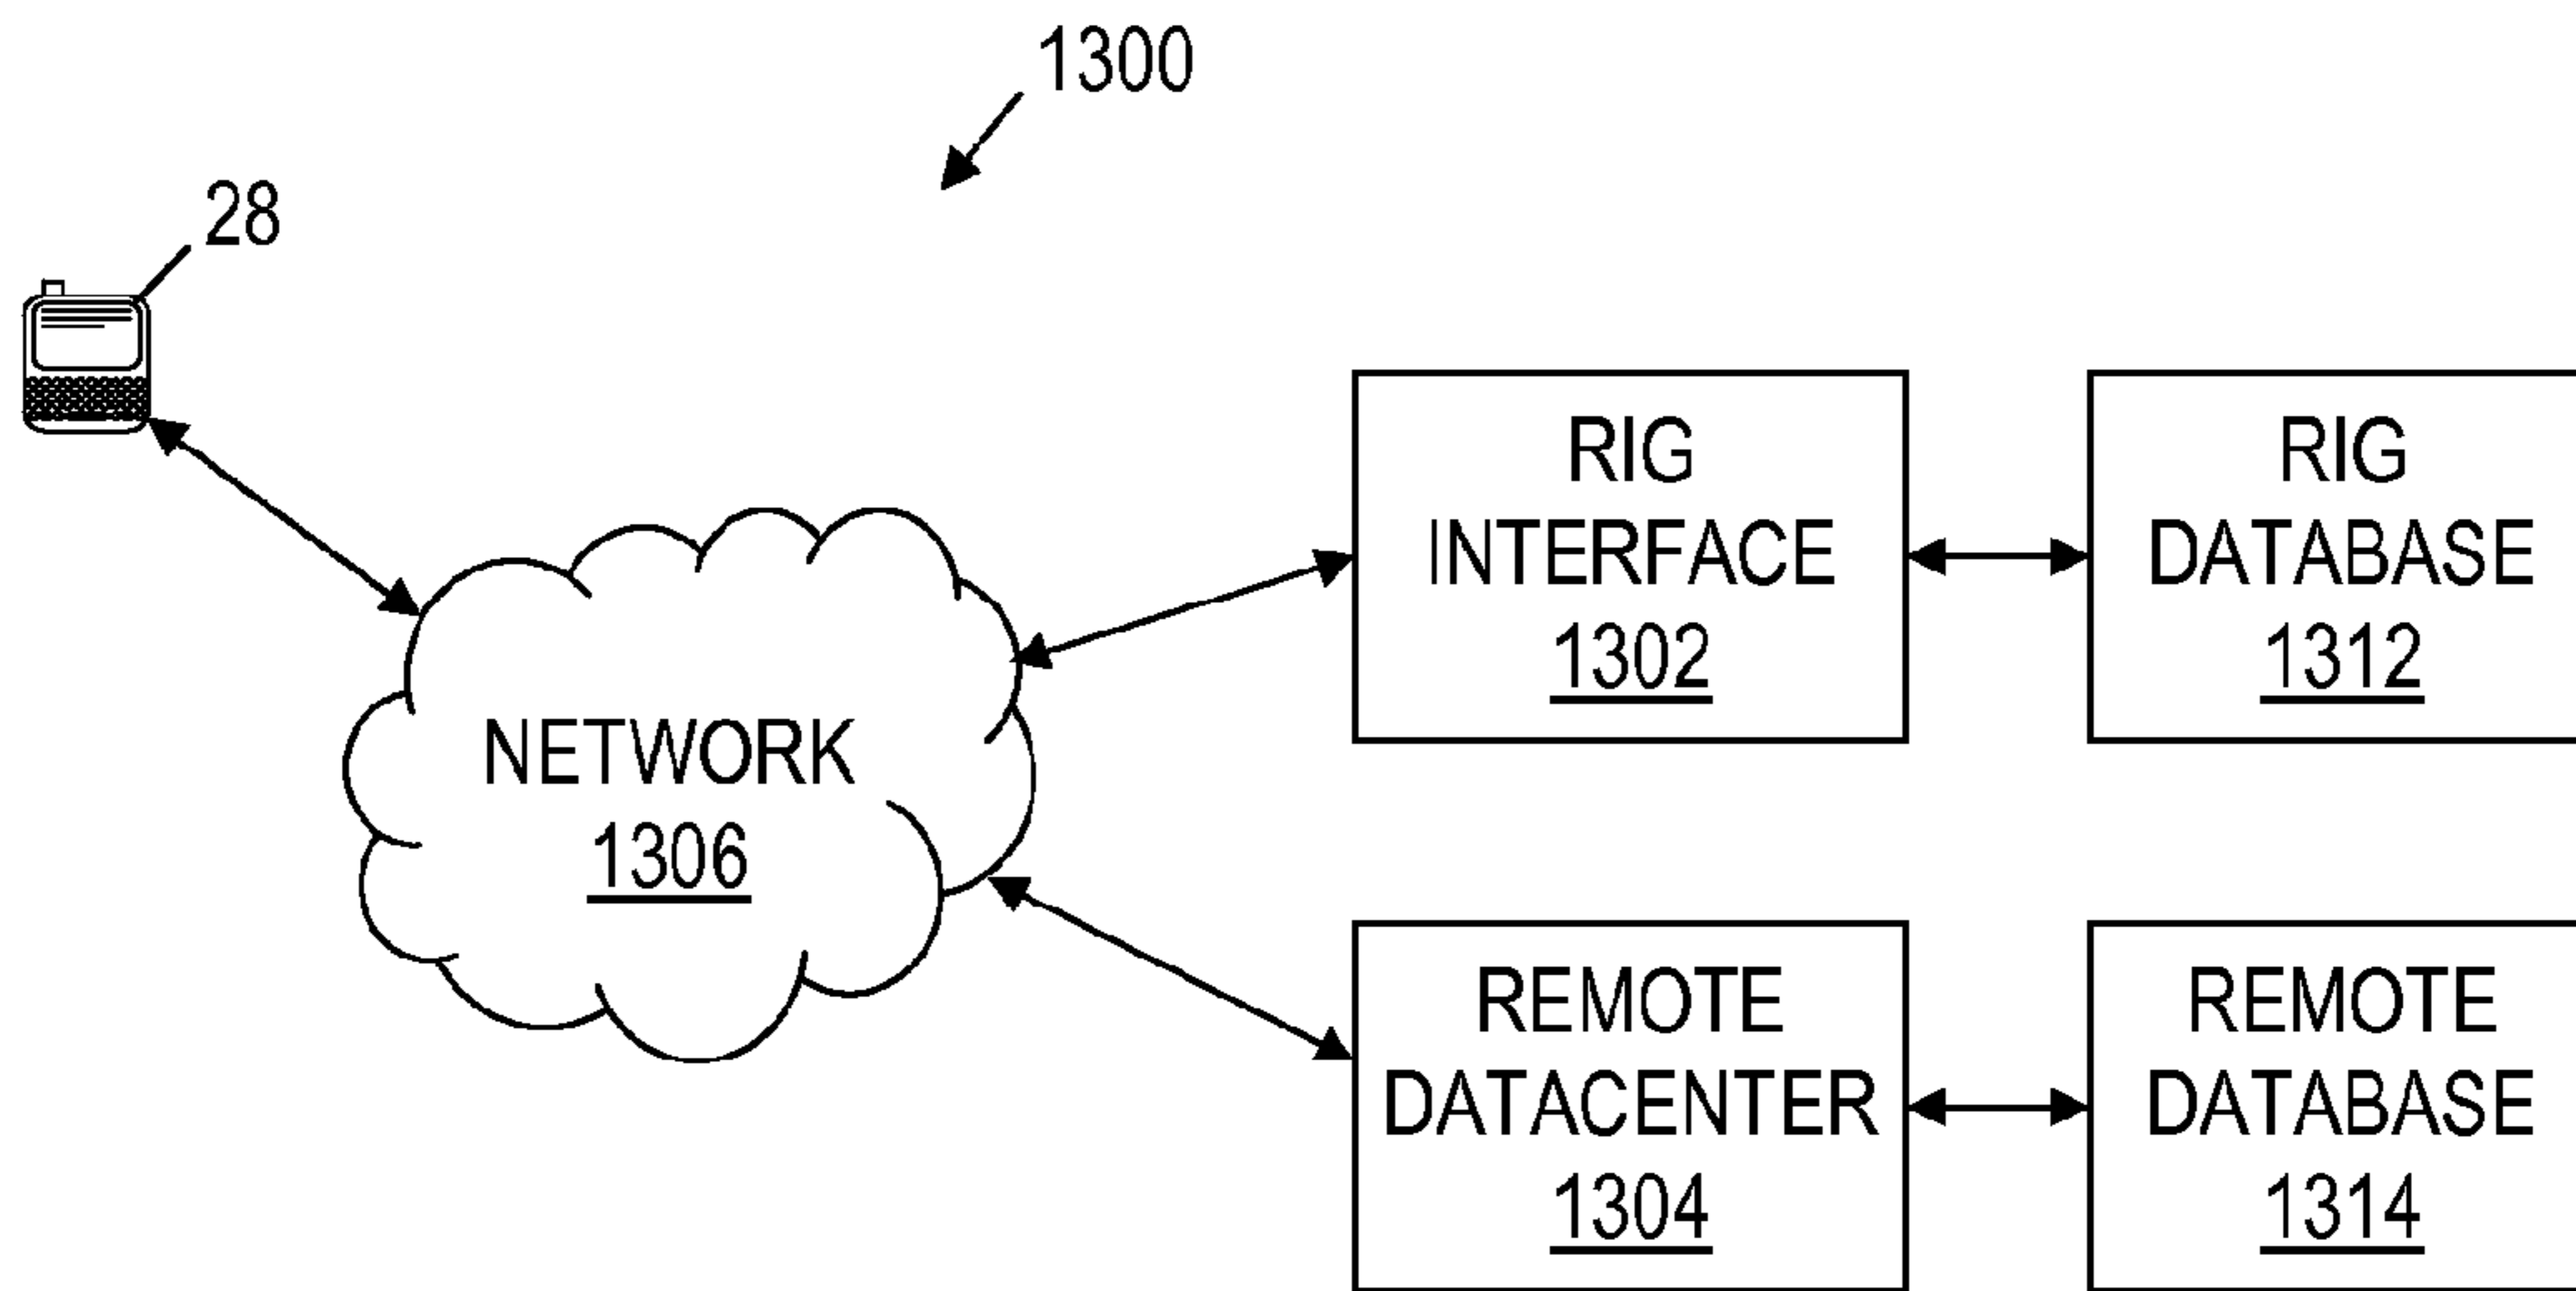 1300
28
RIG
INTERFACE
1302
RIG
DATABASE
1312
NETWORK
1306
REMOTE
DATACENTER
1304
REMOTE
DATABASE
1314